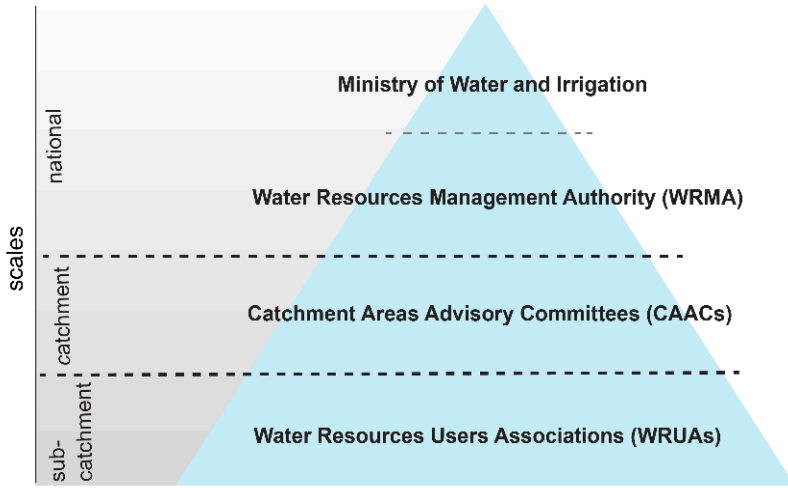 Ministry of Water and Irrigation
national
Water Resources Management Authority (WRMA)
scales
catchment
Catchment Areas Advisory Committees (CAACs)
sub-
catchment
Water Resources Users Associations (WRUAs)